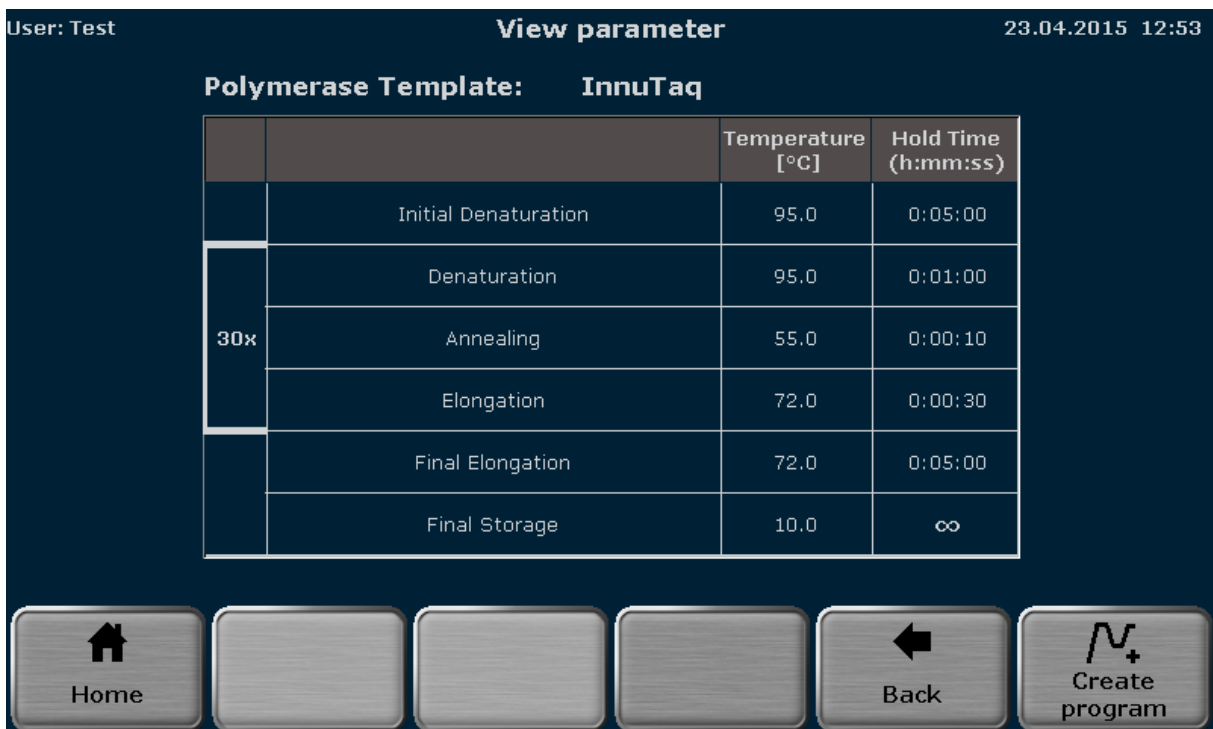 User: Test View parameter 23.04.2015 12:53
Polymerase Template: InnuTaq
Temperature [°C] Hold Time (h:mm:ss)
Initial Denaturation 95.0 0:05:00
Denaturation 95.0 0:01:00
30x Annealing 55.0 0:00:10
Elongation 72.0 0:00:30
Final Elongation 72.0 0:05:00
Final Storage 10.0 ∞
Home
Back
Create
program